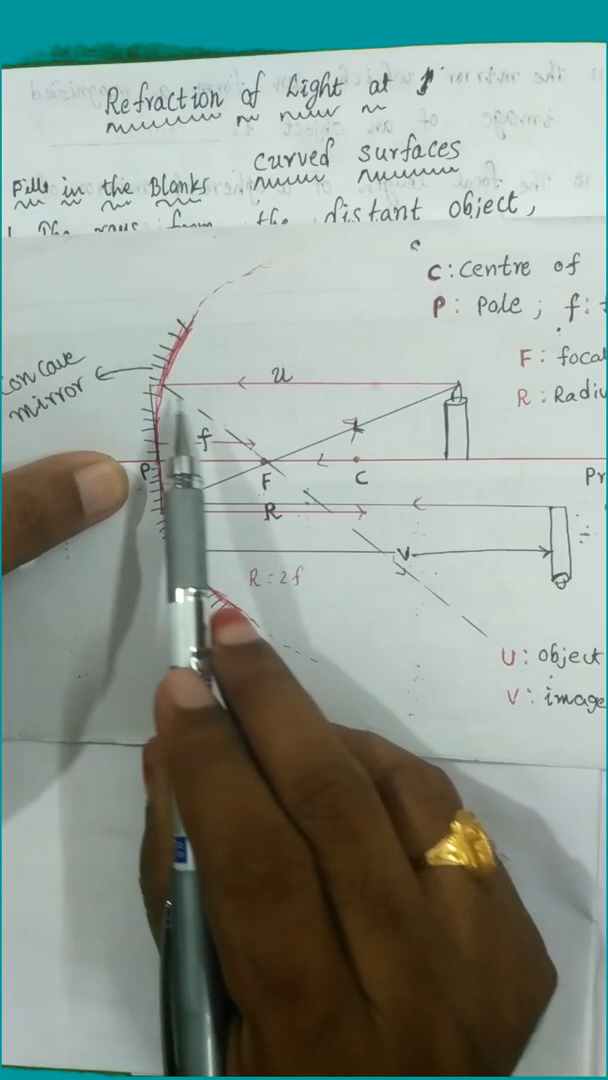 Refraction of Light at
curved surfaces
Fills in the Blanks
the distant object,
C: Centre of
P: Pole ; f:
F: focal
R: Radiu
concave
mirror
u
f
P
F
C
Pr
R
V
R = 2f
U: object
V: image